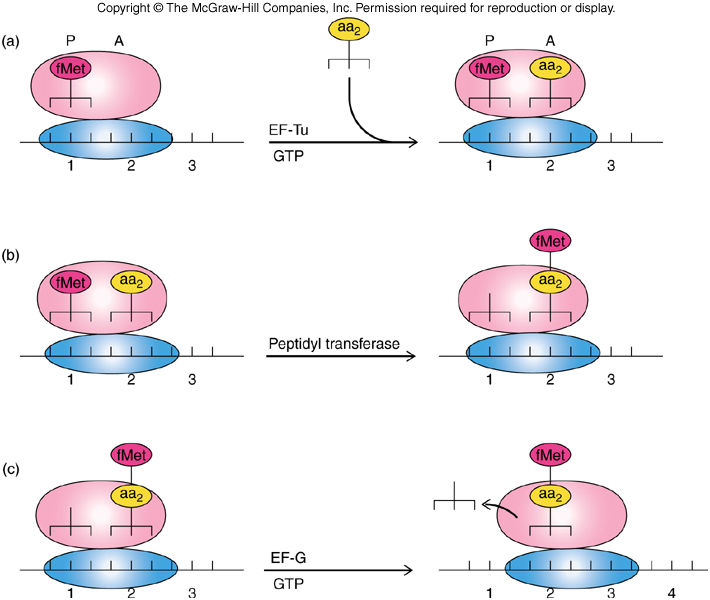 Copyright © The McGraw-Hill Companies, Inc. Permission required for reproduction or display.
(a)
P A
fMet
1 2 3
aa2
EF-Tu
GTP
P A
fMet aa2
1 2 3
(b)
fMet aa2
1 2 3
Peptidyl transferase
fMet
aa2
1 2 3
(c)
fMet
aa2
1 2 3
EF-G
GTP
fMet
aa2
1 2 3 4